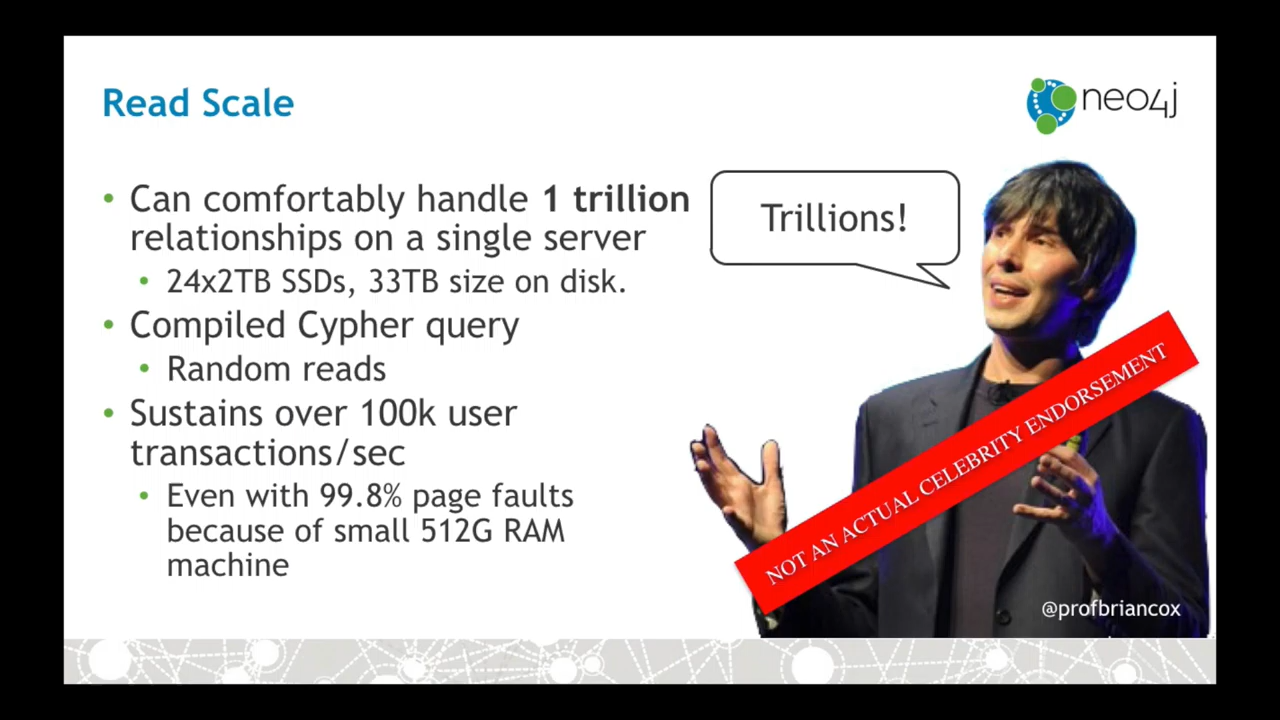 Read Scale
neo4j
• Can comfortably handle 1 trillion
relationships on a single server
• 24x2TB SSDs, 33TB size on disk.
• Compiled Cypher query
• Random reads
• Sustains over 100k user
transactions/sec
• Even with 99.8% page faults
because of small 512G RAM
machine
Trillions!
NOT AN ACTUAL CELEBRITY ENDORSEMENT
@profbriancox